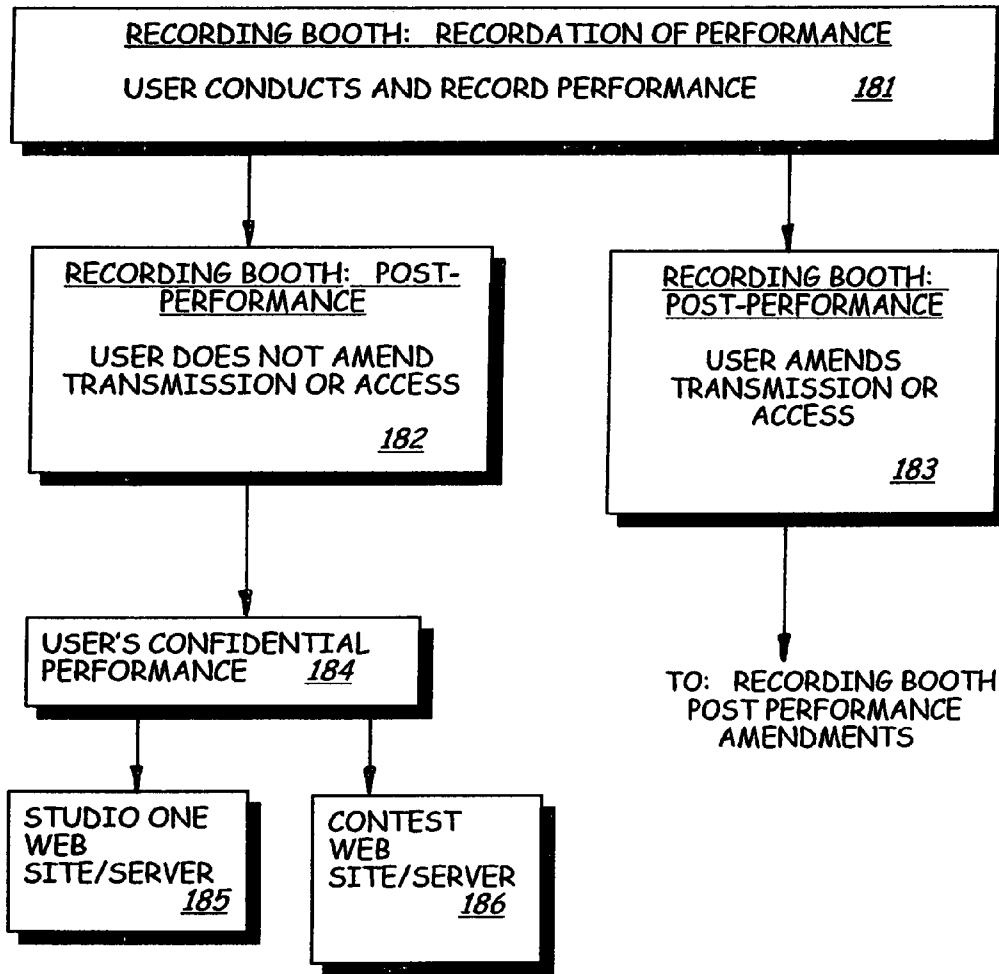 RECORDING BOOTH: RECORDATION OF PERFORMANCE
USER CONDUCTS AND RECORD PERFORMANCE 181
RECORDING BOOTH: POST-
PERFORMANCE
USER DOES NOT AMEND
TRANSMISSION OR ACCESS
182
RECORDING BOOTH:
POST-PERFORMANCE
USER AMENDS
TRANSMISSION OR
ACCESS
183
USER'S CONFIDENTIAL
PERFORMANCE 184
TO: RECORDING BOOTH
POST PERFORMANCE
AMENDMENTS
STUDIO ONE
WEB
SITE/SERVER
185
CONTEST
WEB
SITE/SERVER
186